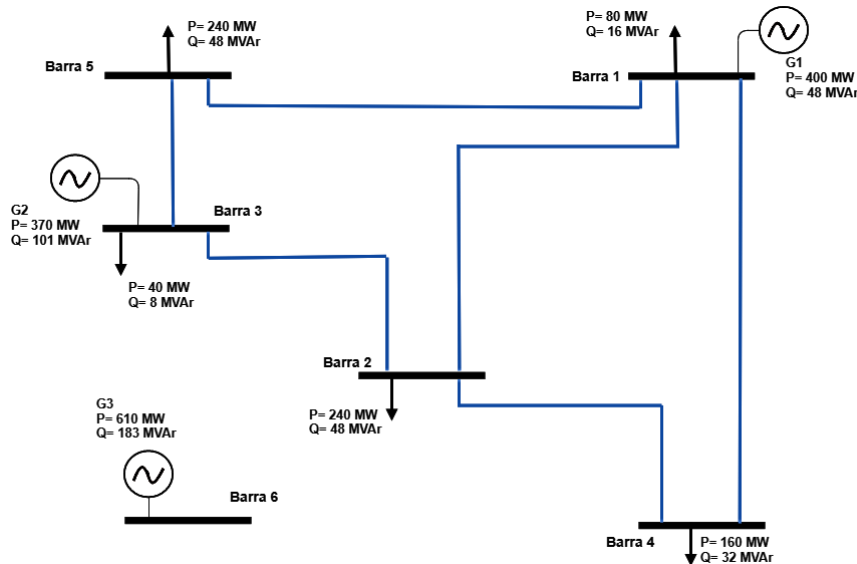 P= 240 MW
Q= 48 MVAr
Barra 5
P= 80 MW
Q= 16 MVAr
Barra 1
G1
P= 400 MW
Q= 48 MVAr
G2
P= 370 MW
Q= 101 MVAr
Barra 3
P= 40 MW
Q= 8 MVAr
Barra 2
P= 240 MW
Q= 48 MVAr
G3
P= 610 MW
Q= 183 MVAr
Barra 6
Barra 4
P= 160 MW
Q= 32 MVAr